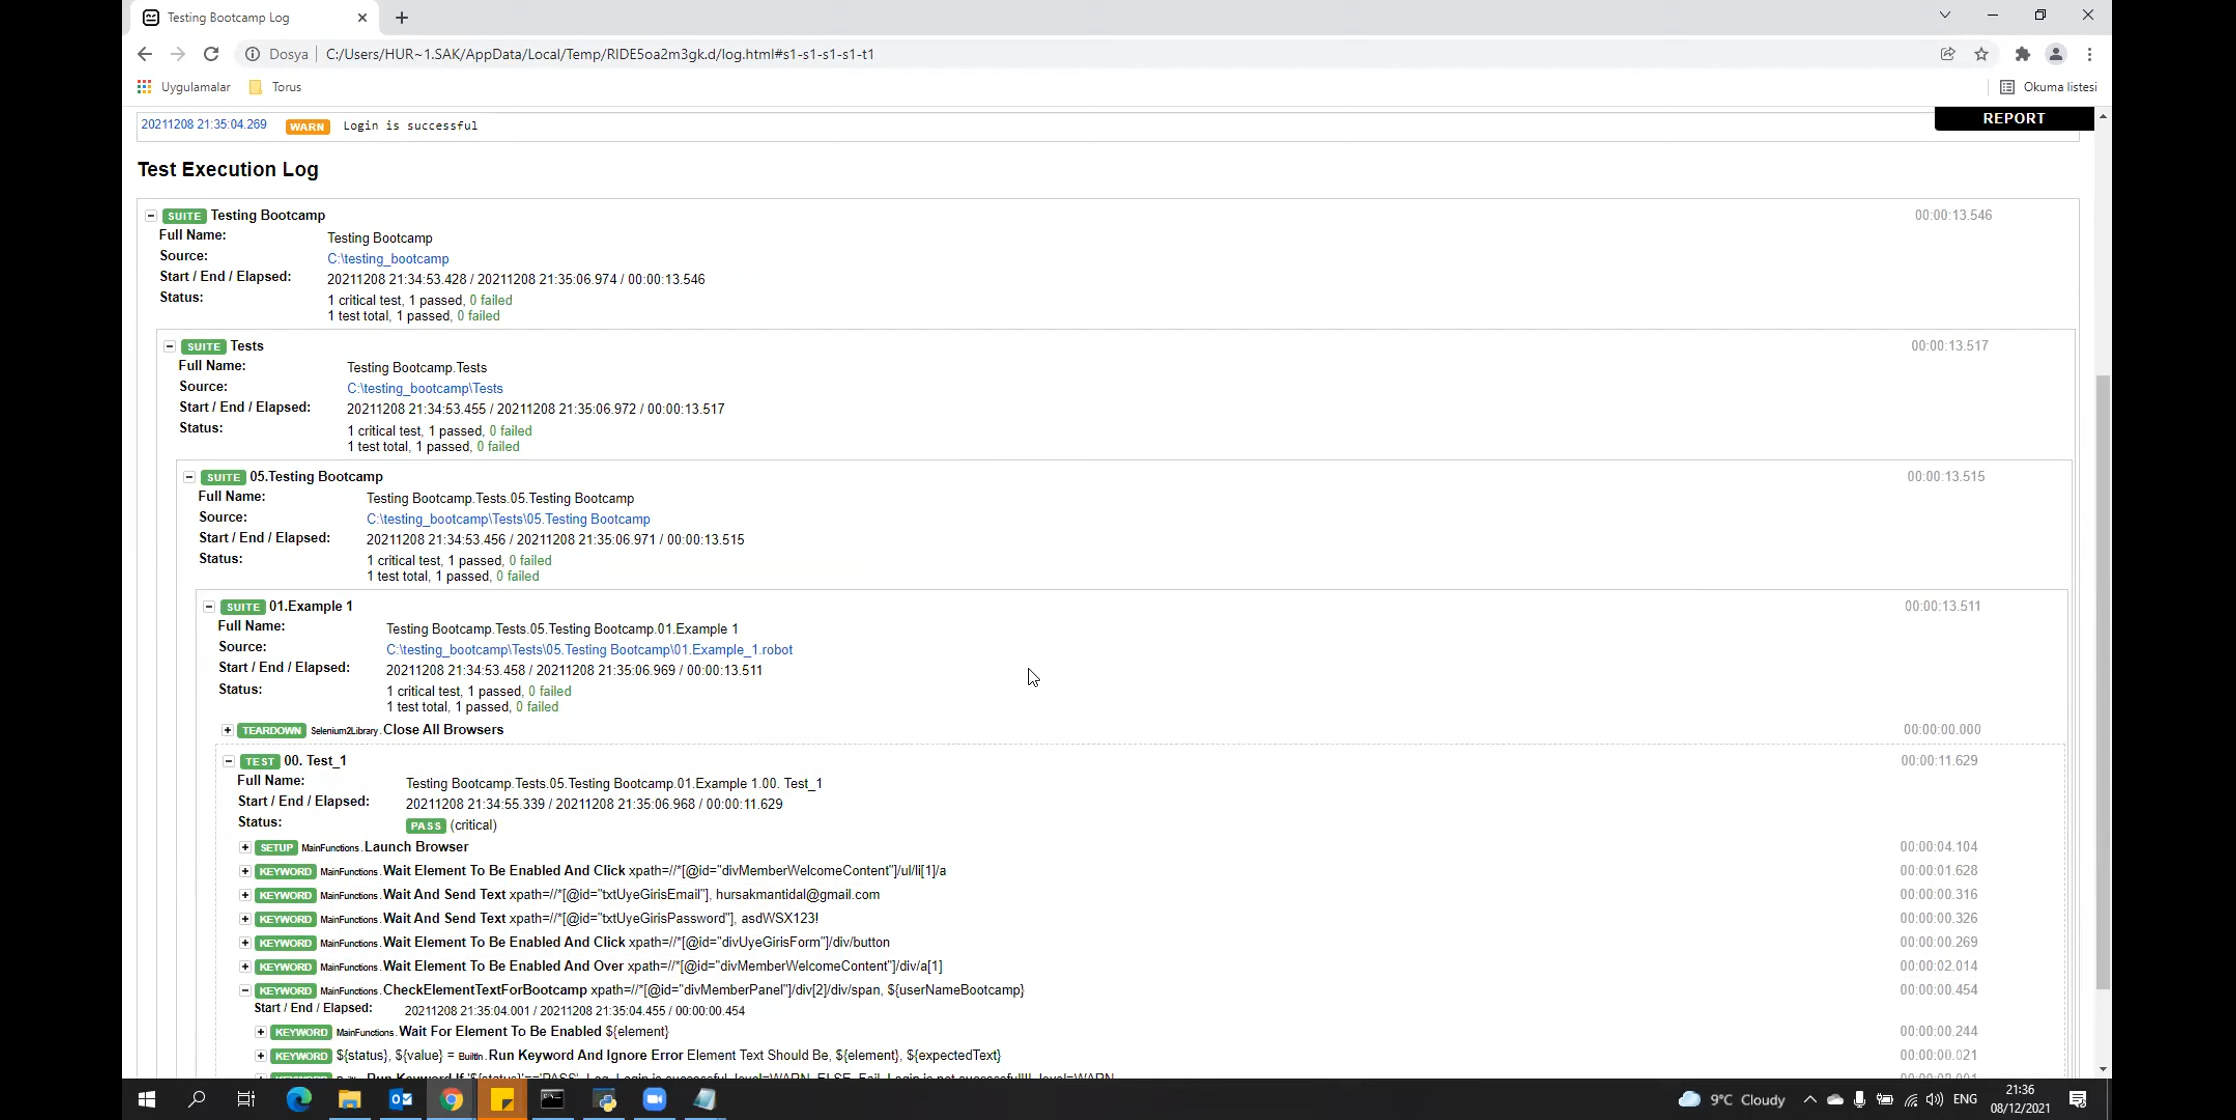 Testing Bootcamp Log
Dosya C:/Users/HUR~1.SAK/AppData/Local/Temp/RIDE5oa2m3gk.d/log.html#s1-s1-s1-s1-t1
Uygulamalar Torus Okuma listesi
REPORT
20211208 21:35:04.269 WARN Login is successful
Test Execution Log
SUITE Testing Bootcamp 00:00:13.546
Full Name: Testing Bootcamp
Source: C:\testing_bootcamp
Start / End / Elapsed: 20211208 21:34:53.428 / 20211208 21:35:06.974 / 00:00:13.546
Status: 1 critical test, 1 passed, 0 failed
1 test total, 1 passed, 0 failed
SUITE Tests 00:00:13.517
Full Name: Testing Bootcamp.Tests
Source: C:\testing_bootcamp\Tests
Start / End / Elapsed: 20211208 21:34:53.455 / 20211208 21:35:06.972 / 00:00:13.517
Status: 1 critical test, 1 passed, 0 failed
1 test total, 1 passed, 0 failed
SUITE 05.Testing Bootcamp 00:00:13.515
Full Name: Testing Bootcamp.Tests.05.Testing Bootcamp
Source: C:\testing_bootcamp\Tests\05.Testing Bootcamp
Start / End / Elapsed: 20211208 21:34:53.456 / 20211208 21:35:06.971 / 00:00:13.515
Status: 1 critical test, 1 passed, 0 failed
1 test total, 1 passed, 0 failed
SUITE 01.Example 1 00:00:13.511
Full Name: Testing Bootcamp.Tests.05.Testing Bootcamp.01.Example 1
Source: C:\testing_bootcamp\Tests\05.Testing Bootcamp\01.Example_1.robot
Start / End / Elapsed: 20211208 21:34:53.458 / 20211208 21:35:06.969 / 00:00:13.511
Status: 1 critical test, 1 passed, 0 failed
1 test total, 1 passed, 0 failed
TEARDOWN Selenium2Library. Close All Browsers 00:00:00.000
TEST 00. Test_1 00:00:11.629
Full Name: Testing Bootcamp.Tests.05.Testing Bootcamp.01.Example 1.00. Test_1
Start / End / Elapsed: 20211208 21:34:55.339 / 20211208 21:35:06.968 / 00:00:11.629
Status: PASS (critical)
SETUP MainFunctions. Launch Browser 00:00:04.104
KEYWORD MainFunctions. Wait Element To Be Enabled And Click xpath=//*[@id="divMemberWelcomeContent"]/ul/li[1]/a 00:00:01.628
KEYWORD MainFunctions. Wait And Send Text xpath=//*[@id="txtUyeGirisEmail"], hursakmantidal@gmail.com 00:00:00.316
KEYWORD MainFunctions. Wait And Send Text xpath=//*[@id="txtUyeGirisPassword"], asdWSX123! 00:00:00.326
KEYWORD MainFunctions. Wait Element To Be Enabled And Click xpath=//*[@id="divUyeGirisForm"]/div/button 00:00:00.269
KEYWORD MainFunctions. Wait Element To Be Enabled And Over xpath=//*[@id="divMemberWelcomeContent"]/div/a[1] 00:00:02.014
KEYWORD MainFunctions. CheckElementTextForBootcamp xpath=//*[@id="divMemberPanel"]/div[2]/div/span, ${userNameBootcamp} 00:00:00.454
Start / End / Elapsed: 20211208 21:35:04.001 / 20211208 21:35:04.455 / 00:00:00.454
KEYWORD MainFunctions. Wait For Element To Be Enabled ${element} 00:00:00.244
KEYWORD ${status}, ${value} = BuiltIn. Run Keyword And Ignore Error Element Text Should Be, ${element}, ${expectedText} 00:00:00.021
KEYWORD BuiltIn. Run Keyword If '${status}'=='PASS', Log, Login is successful, level=WARN, ELSE, Fail, Login is not successful!!!, level=WARN
9°C Cloudy ENG 21:36
08/12/2021